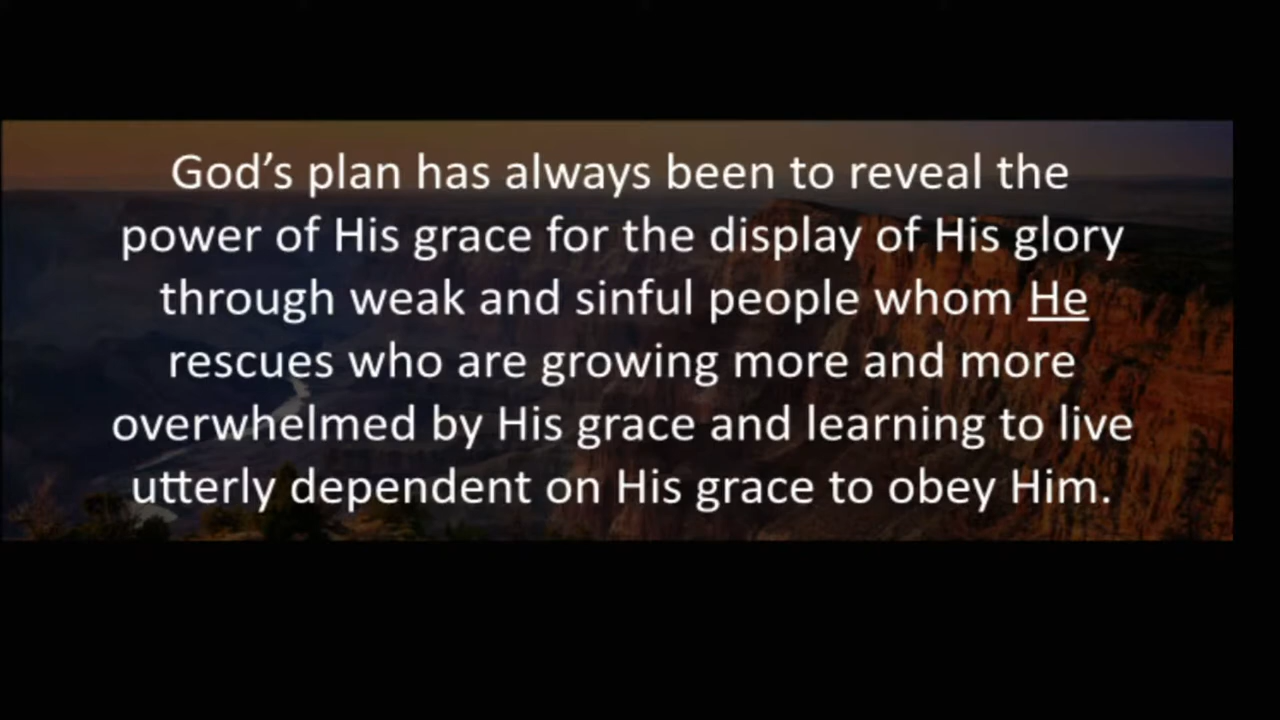 God's plan has always been to reveal the
power of His grace for the display of His glory
through weak and sinful people whom He
rescues who are growing more and more
overwhelmed by His grace and learning to live
utterly dependent on His grace to obey Him.